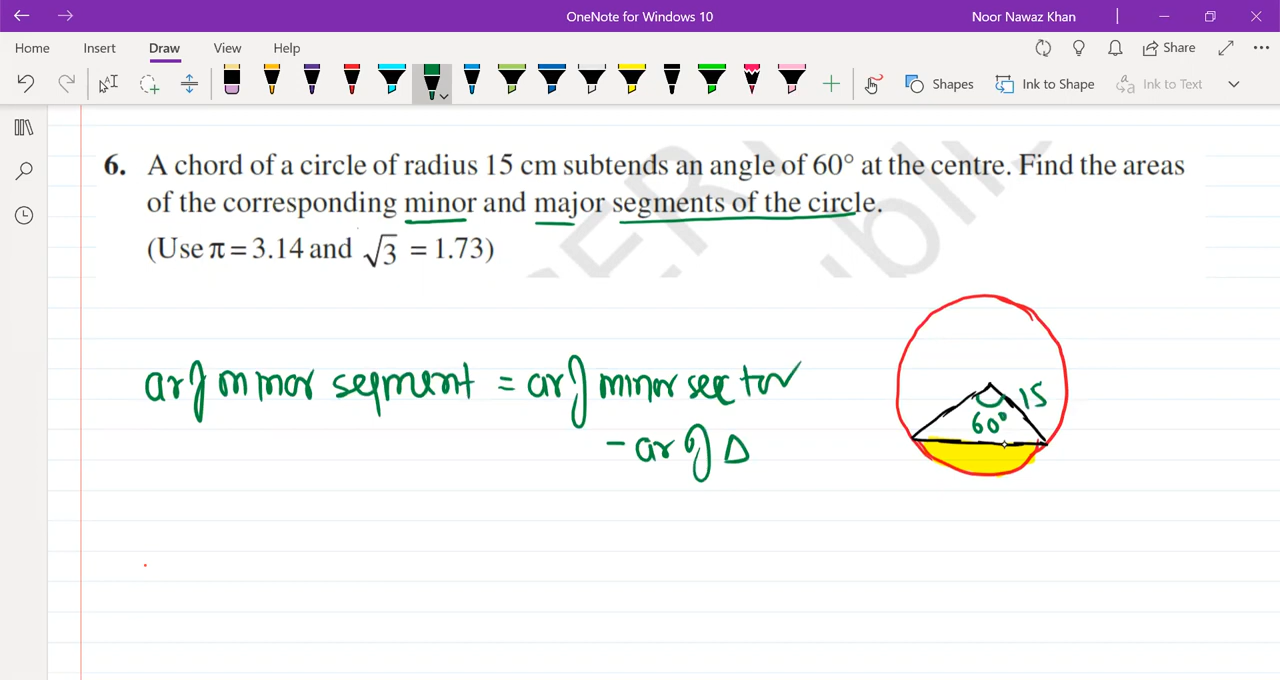 OneNote for Windows 10
Noor Nawaz Khan
Home Insert Draw View Help
Share
Shapes Ink to Shape Ink to Text
6. A chord of a circle of radius 15 cm subtends an angle of 60° at the centre. Find the areas
of the corresponding minor and major segments of the circle.
(Use π = 3.14 and √3 = 1.73)
ar of minor segment = ar of minor sector
- ar of Δ
15
60°